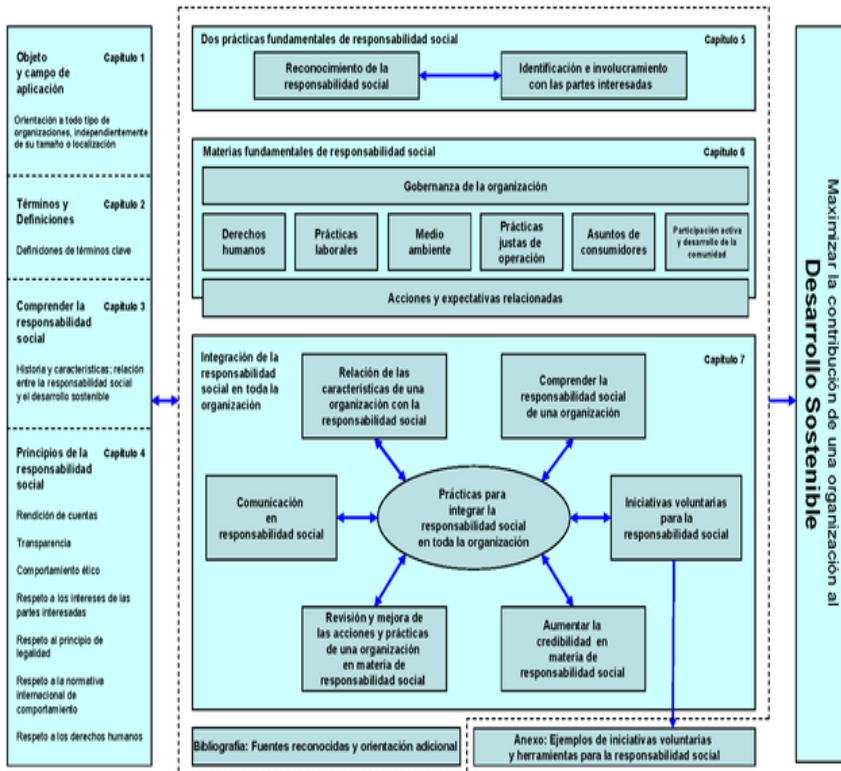 Objeto
y campo de
aplicación
Capítulo 1
Orientación a todo tipo de
organizaciones, independientemente
de su tamaño o localización
Términos y
Definiciones
Capítulo 2
Definiciones de términos clave
Comprender la
responsabilidad
social
Capítulo 3
Historia y características; relación
entre la responsabilidad social
y el desarrollo sostenible
Principios de la
responsabilidad
social
Capítulo 4
Rendición de cuentas
Transparencia
Comportamiento ético
Respeto a los intereses de las
partes interesadas
Respeto al principio de
legalidad
Respeto a la normativa
internacional de
comportamiento
Respeto a los derechos humanos
Dos prácticas fundamentales de responsabilidad social
Capítulo 5
Reconocimiento de la
responsabilidad social
Identificación e involucramiento
con las partes interesadas
Materias fundamentales de responsabilidad social
Capítulo 6
Gobernanza de la organización
Derechos
humanos
Prácticas
laborales
Medio
ambiente
Prácticas
justas de
operación
Asuntos de
consumidores
Participación activa
y desarrollo de la
comunidad
Acciones y expectativas relacionadas
Integración de la
responsabilidad
social en toda la
organización
Capítulo 7
Relación de las
características de una
organización con la
responsabilidad social
Comprender la
responsabilidad social
de una organización
Comunicación
en
responsabilidad social
Prácticas para
integrar la
responsabilidad social
en toda la organización
Iniciativas voluntarias
para la
responsabilidad social
Revisión y mejora de
las acciones y prácticas
de una organización
en materia de
responsabilidad social
Aumentar la
credibilidad en
materia de
responsabilidad social
Bibliografía: Fuentes reconocidas y orientación adicional
Anexo: Ejemplos de iniciativas voluntarias
y herramientas para la responsabilidad social
Maximizar la contribución de una organización al
Desarrollo Sostenible